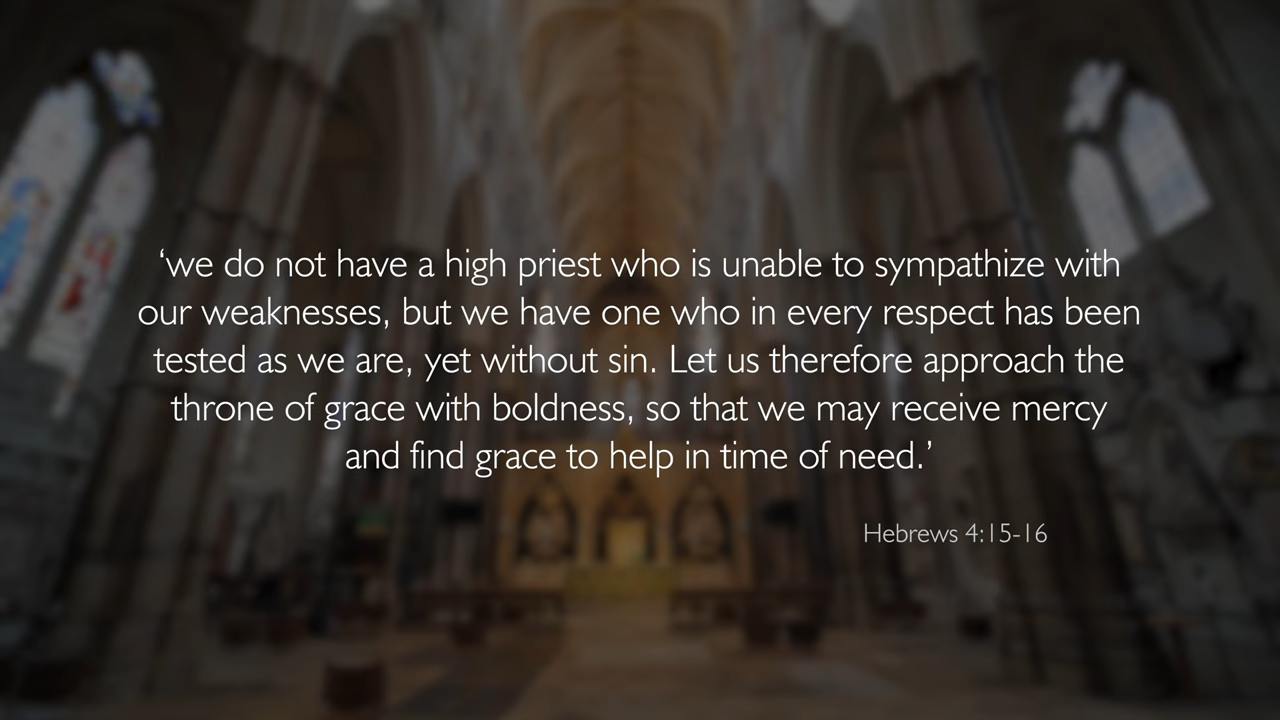 ‘we do not have a high priest who is unable to sympathize with
our weaknesses, but we have one who in every respect has been
tested as we are, yet without sin. Let us therefore approach the
throne of grace with boldness, so that we may receive mercy
and find grace to help in time of need.’
Hebrews 4:15-16